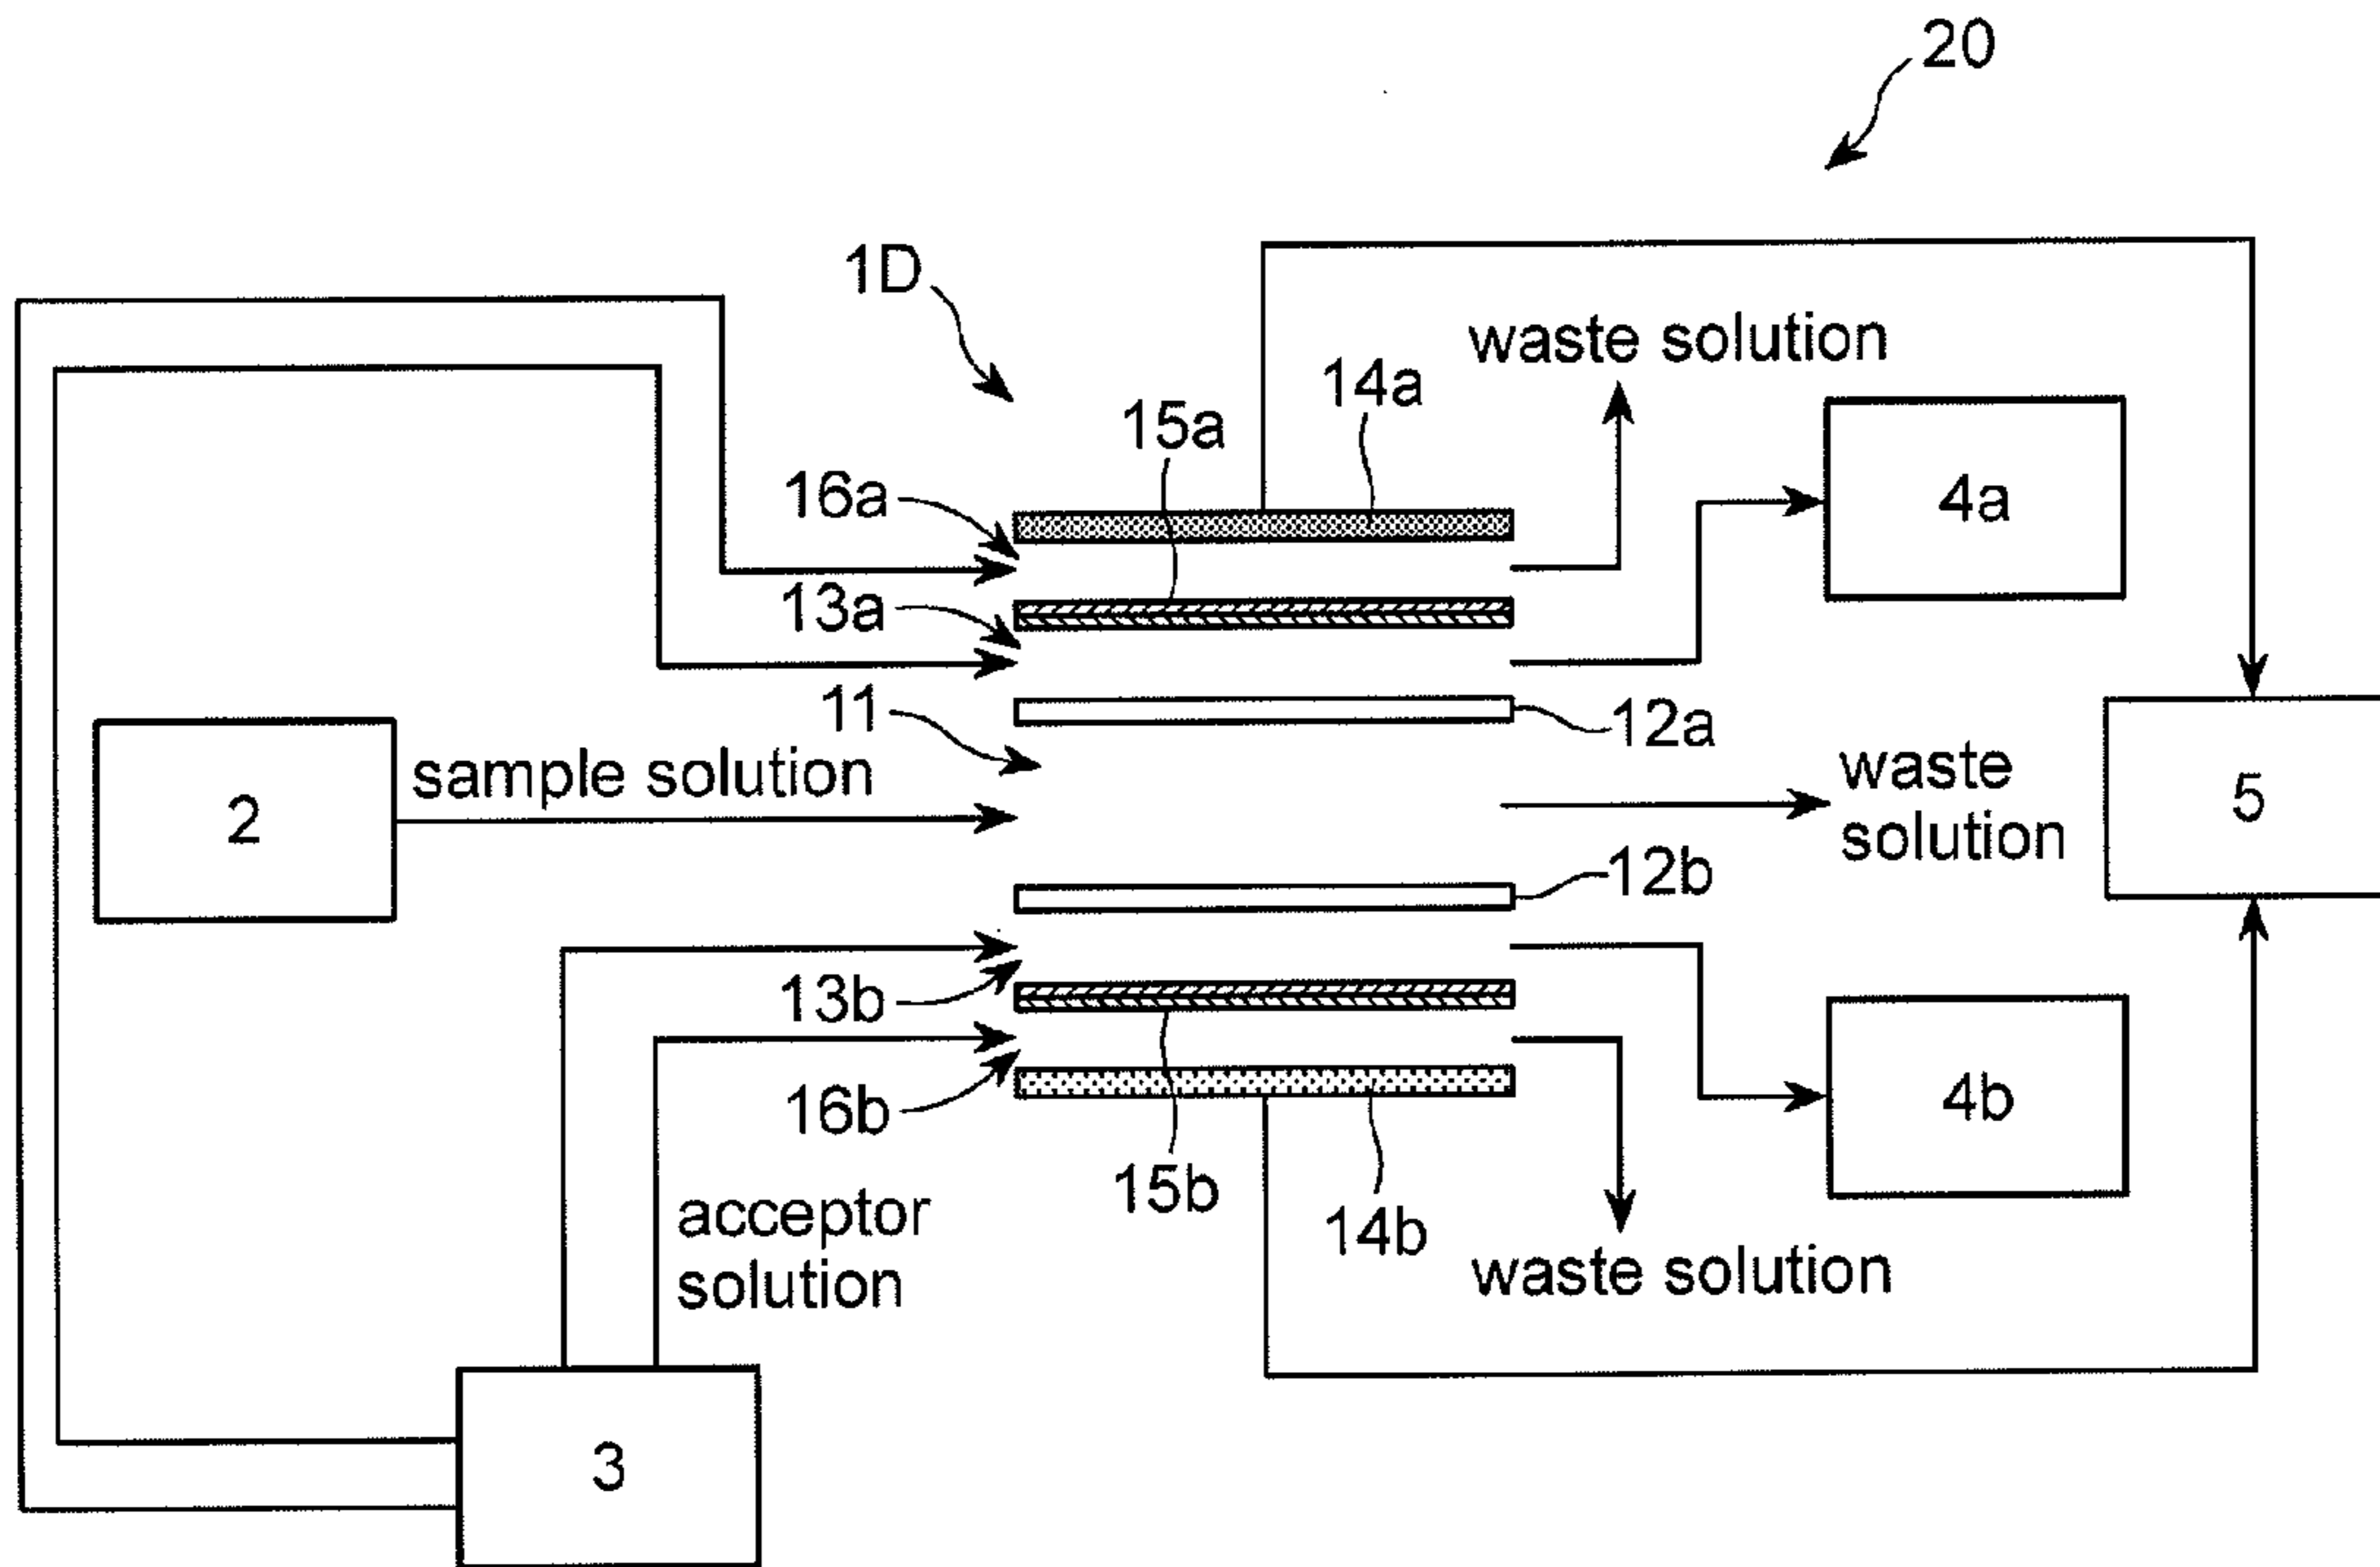 20
1D
waste solution
14a
15a
4a
16a
13a
11
12a
sample solution
waste
solution
2
5
12b
13b
4b
16b
15b
14b
acceptor
solution
waste solution
3